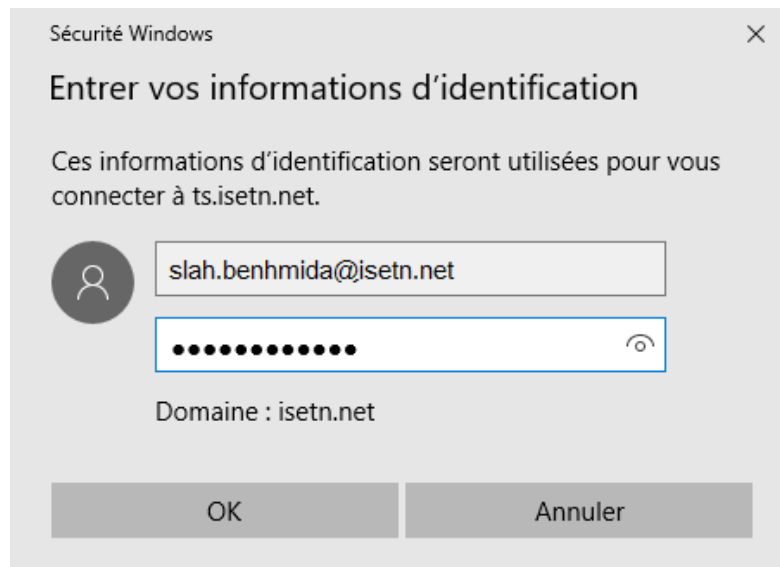 Sécurité Windows
Entrer vos informations d’identification
Ces informations d’identification seront utilisées pour vous
connecter à ts.isetn.net.
slah.benhmida@isetn.net
●●●●●●●●●●●●
Domaine : isetn.net
OK
Annuler